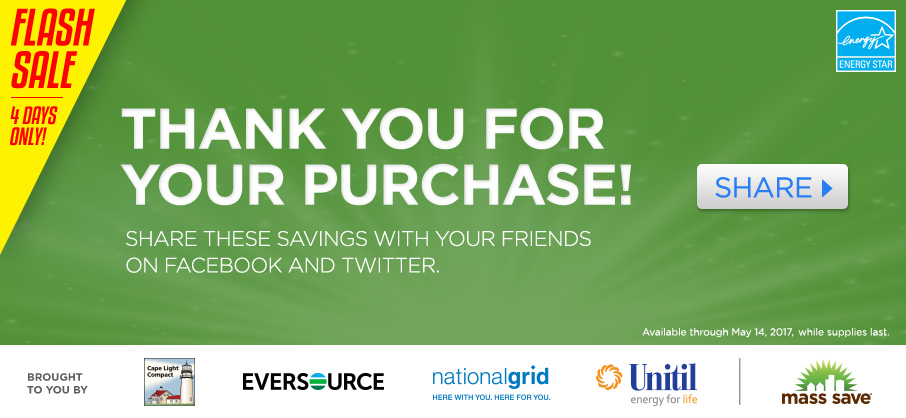 FLASH
SALE
4 DAYS
ONLY!
energy
ENERGY STAR
THANK YOU FOR
YOUR PURCHASE!
SHARE
SHARE THESE SAVINGS WITH YOUR FRIENDS
ON FACEBOOK AND TWITTER.
Available through May 14, 2017, while supplies last.
BROUGHT
TO YOU BY
Cape Light
Compact
EVERSOURCE
nationalgrid
HERE WITH YOU. HERE FOR YOU.
Unitil
energy for life
mass save